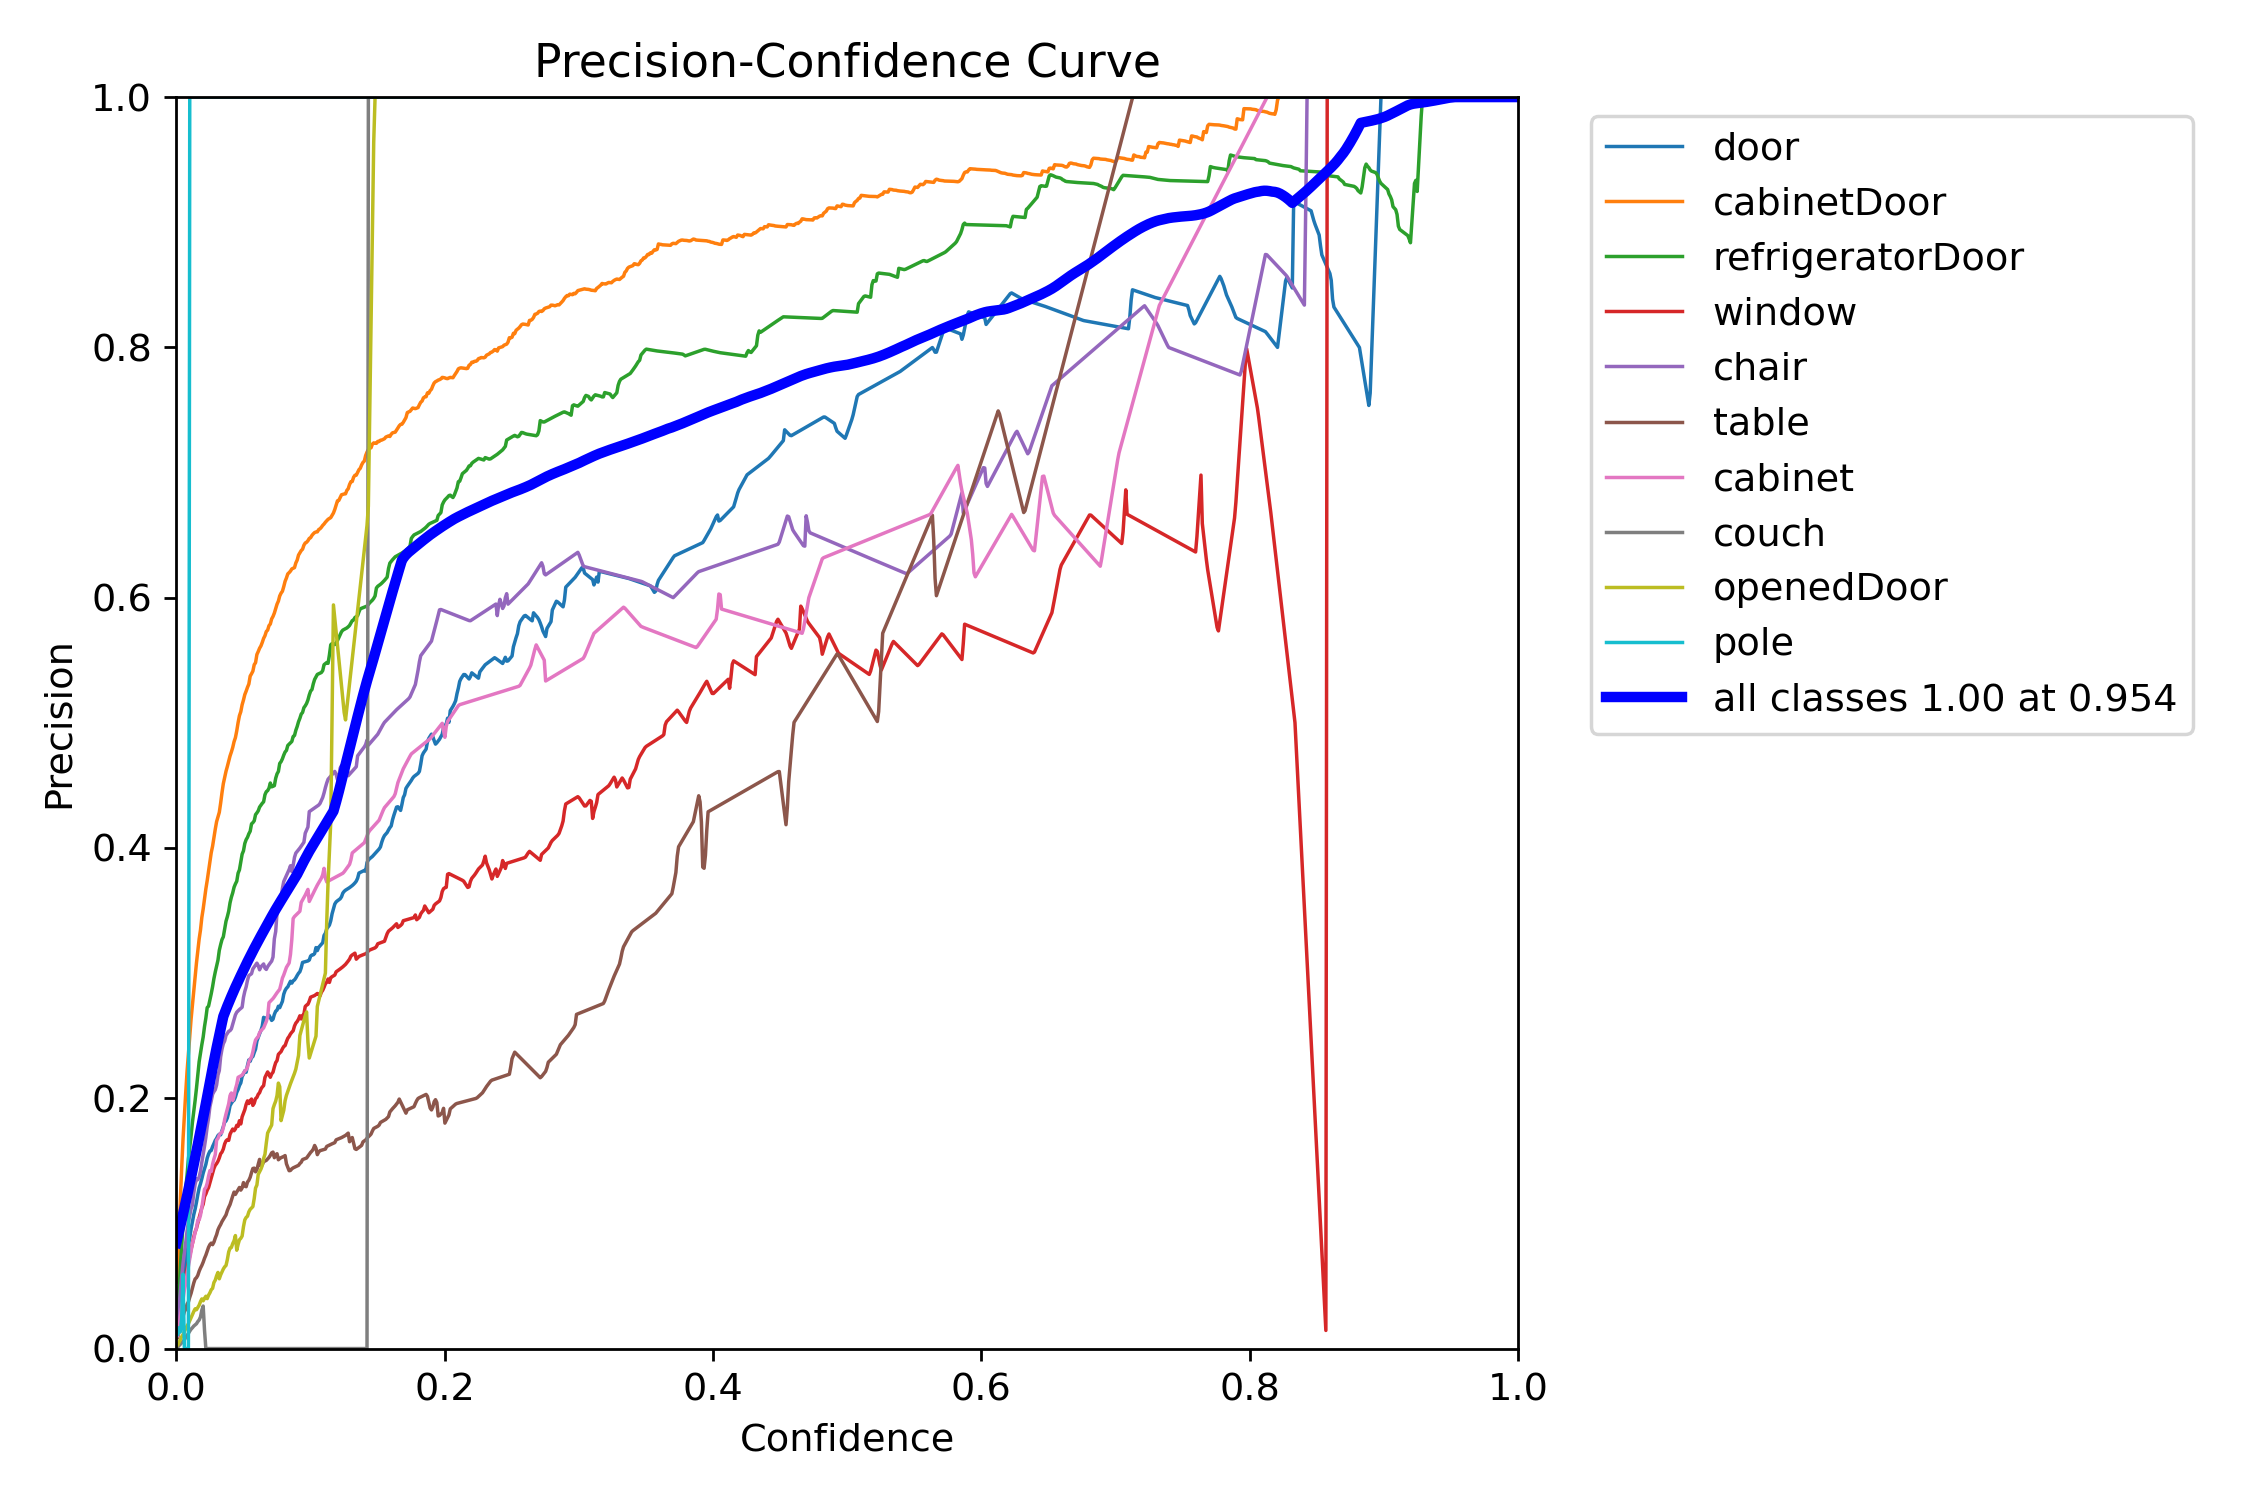 Precision-Confidence Curve
1.0
0.8
0.6
0.4
0.2
0.0
Precision
0.0 0.2 0.4 0.6 0.8 1.0
Confidence
door
cabinetDoor
refrigeratorDoor
window
chair
table
cabinet
couch
openedDoor
pole
all classes 1.00 at 0.954